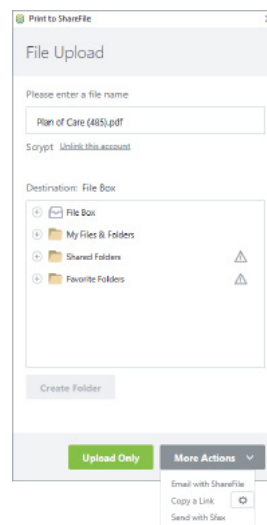 Print to ShareFile
File Upload
Please enter a file name
Plan of Care (485).pdf
Scrypt Unlink this account
Destination: File Box
File Box
My Files & Folders
Shared Folders
Favorite Folders
Create Folder
Upload Only
More Actions
Email with ShareFile
Copy a Link
Send with Sfax